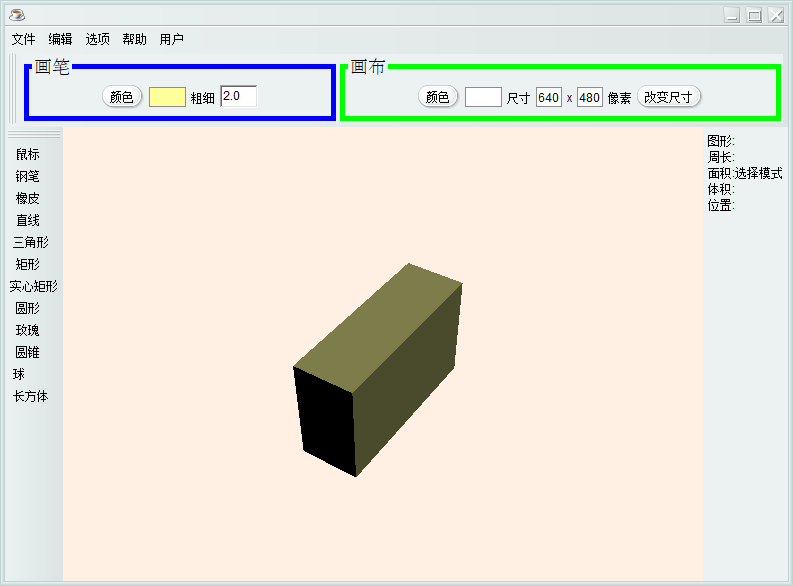 文件 编辑 选项 帮助 用户
画笔 画布
颜色 粗细 2.0 颜色 尺寸 640 x 480 像素 改变尺寸
鼠标
钢笔
橡皮
直线
三角形
矩形
实心矩形
圆形
玫瑰
圆锥
球
长方体
图形:
周长:
面积:选择模式
体积:
位置: